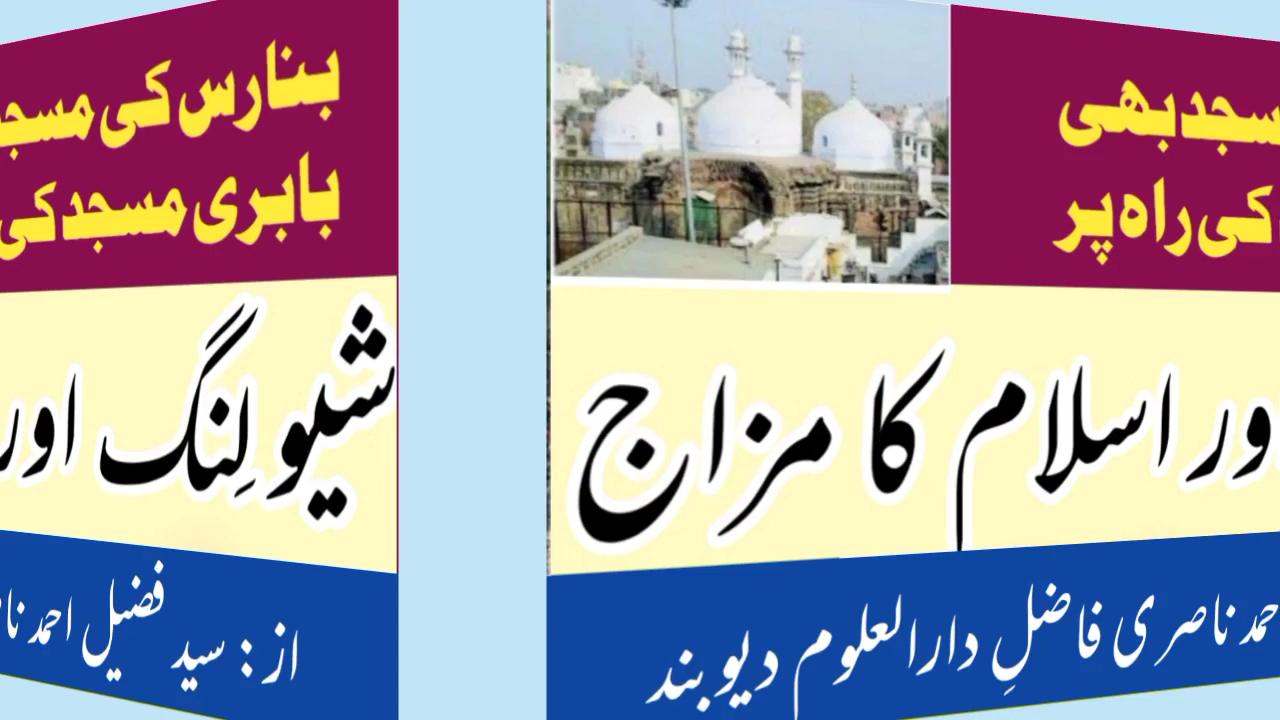 بنارس کی مسجد
بابری مسجد کی
شیو لِنگ اور
از: سید فضیل احمد نا
سجد بھی
کی راہ پر
ور اسلام کا مزاج
حمد ناصری فاضلِ دارالعلوم دیوبند